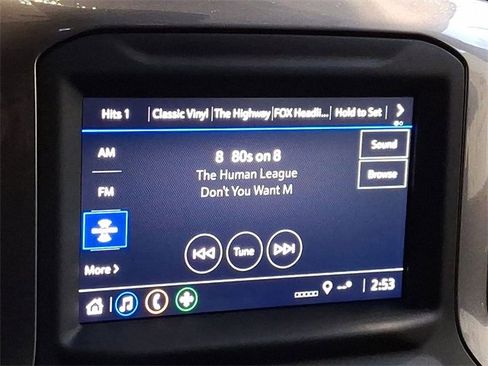 Hits 1 Classic Vinyl The Highway FOX Headli... Hold to Set
AM
8 80s on 8
Sound
The Human League
Browse
FM
Don't You Want M
Tune
More
2:53